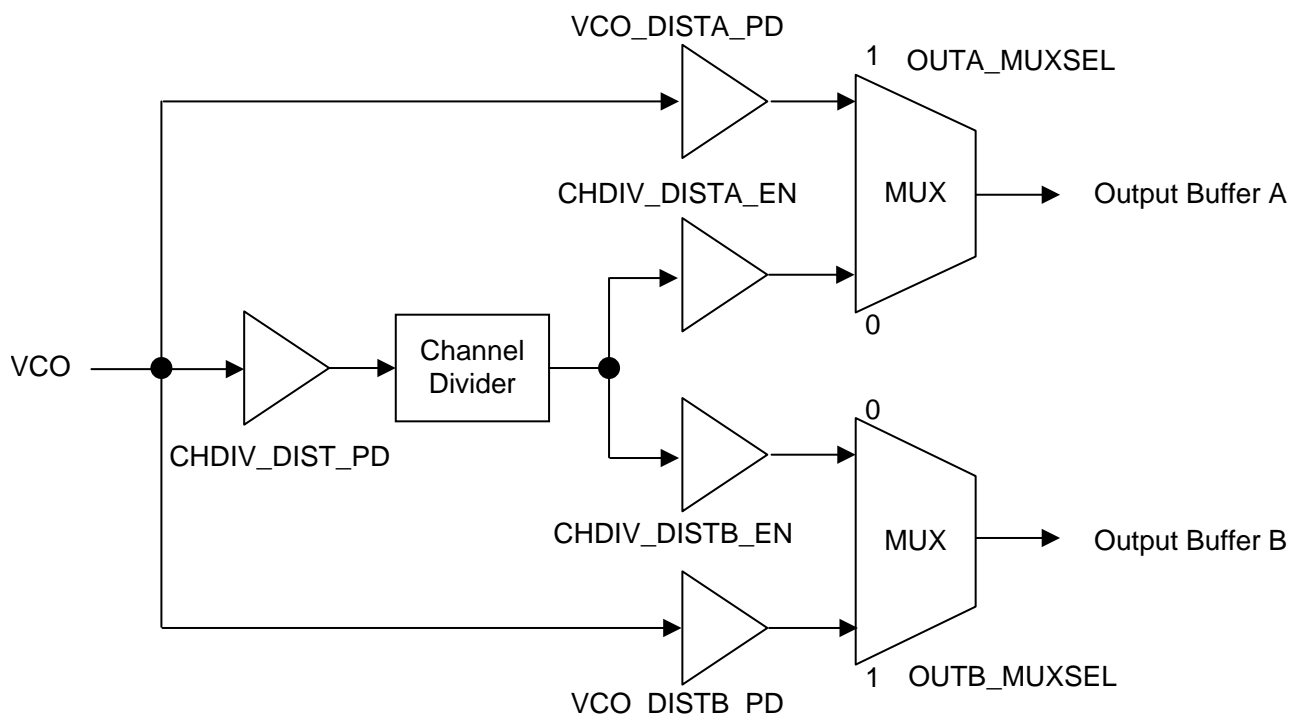 VCO_DISTA_PD
1 OUTA_MUXSEL
CHDIV_DISTA_EN
MUX
Output Buffer A
0
VCO
Channel
Divider
CHDIV_DIST_PD
0
CHDIV_DISTB_EN
MUX
Output Buffer B
1 OUTB_MUXSEL
VCO_DISTB_PD